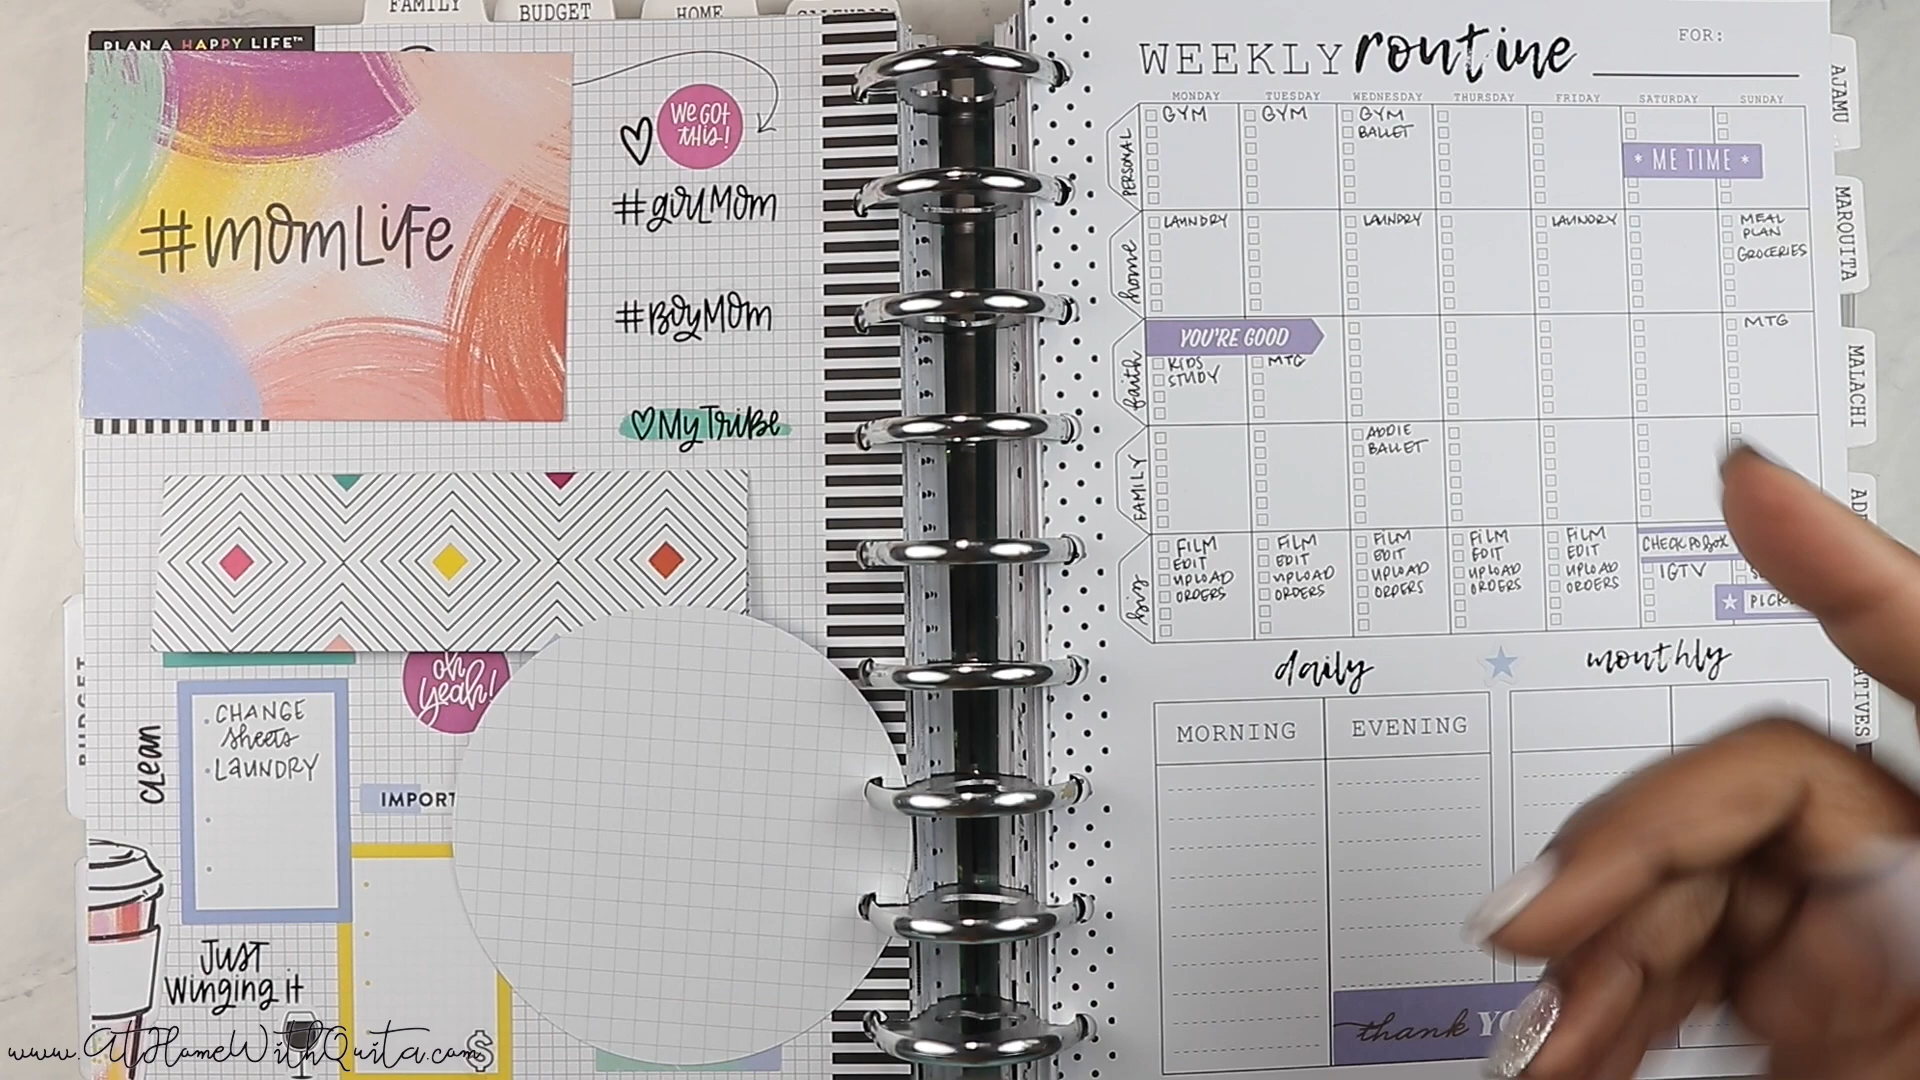 FAMILY
BUDGET
HOME
CALENDAR
PLAN A HAPPY LIFE™
#momLife
We GOT
this!
#girlMom
#BoyMom
My Tribe
oh
yeah!
clean
CHANGE
sheets
LAUNDRY
BUDGET
JUST
Winging it
$
www.AtHomeWithQuita.com
WEEKLY routine
FOR:
MONDAY TUESDAY WEDNESDAY THURSDAY FRIDAY SATURDAY SUNDAY
PERSONAL
GYM GYM GYM
BALLET
* ME TIME *
home
LAUNDRY LAUNDRY LAUNDRY MEAL
PLAN
GROCERIES
faith
YOU'RE GOOD
KIDS MTG MTG
STUDY
FAMILY
ADDIE
BALLET
biz
FILM FILM FILM FILM FILM CHECK PO BOX
EDIT EDIT EDIT EDIT EDIT IGTV
UPLOAD UPLOAD UPLOAD UPLOAD UPLOAD
ORDERS ORDERS ORDERS ORDERS ORDERS
daily monthly
MORNING EVENING
thank
AJAMU
MARQUITA
MALACHI